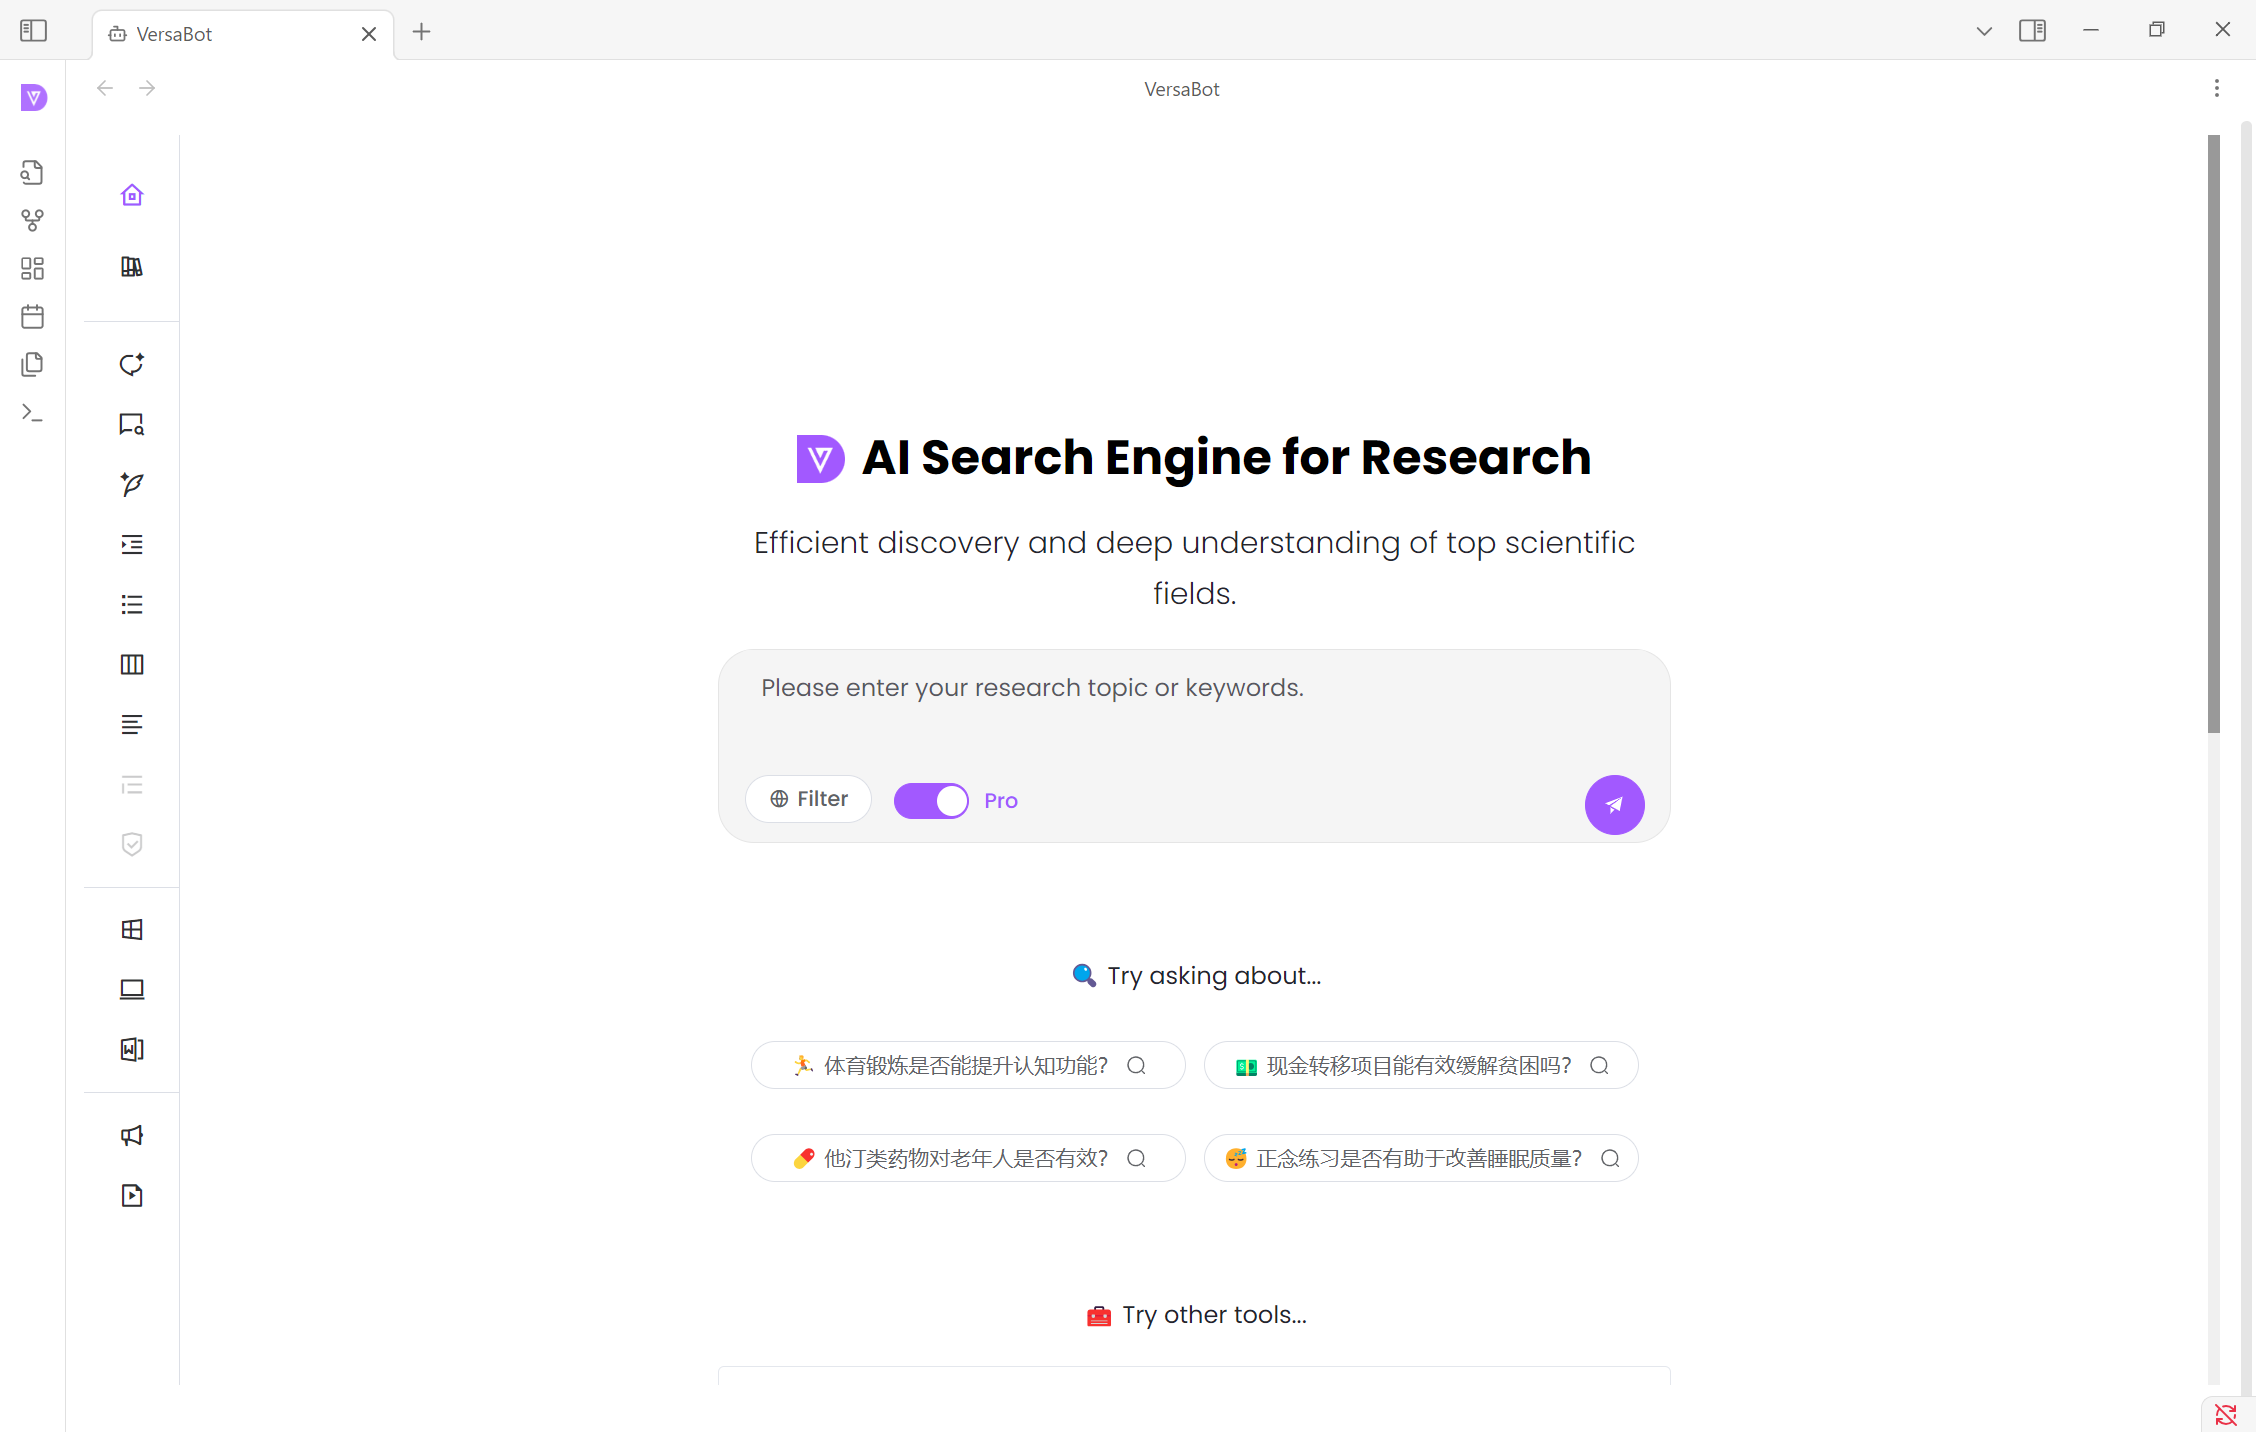 VersaBot
VersaBot
AI Search Engine for Research
Efficient discovery and deep understanding of top scientific
fields.
Please enter your research topic or keywords.
Filter
Pro
Try asking about...
体育锻炼是否能提升认知功能?
现金转移项目能有效缓解贫困吗?
他汀类药物对老年人是否有效?
正念练习是否有助于改善睡眠质量?
Try other tools...